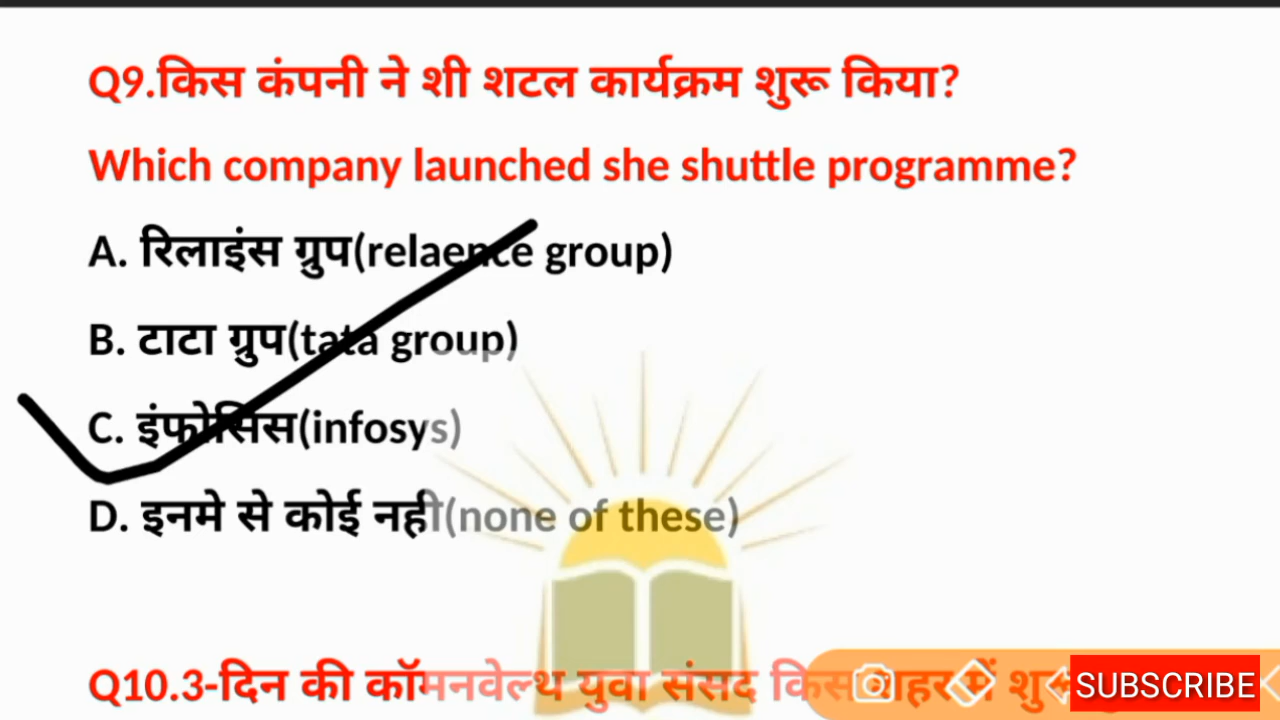 Q9.किस कंपनी ने शी शटल कार्यक्रम शुरू किया?
Which company launched she shuttle programme?
A. रिलाइंस ग्रुप(relaence group)
B. टाटा ग्रुप(tata group)
C. इंफोसिस(infosys)
D. इनमे से कोई नही(none of these)
Q10.3-दिन की कॉमनवेल्थ युवा संसद किस शहर में
SUBSCRIBE